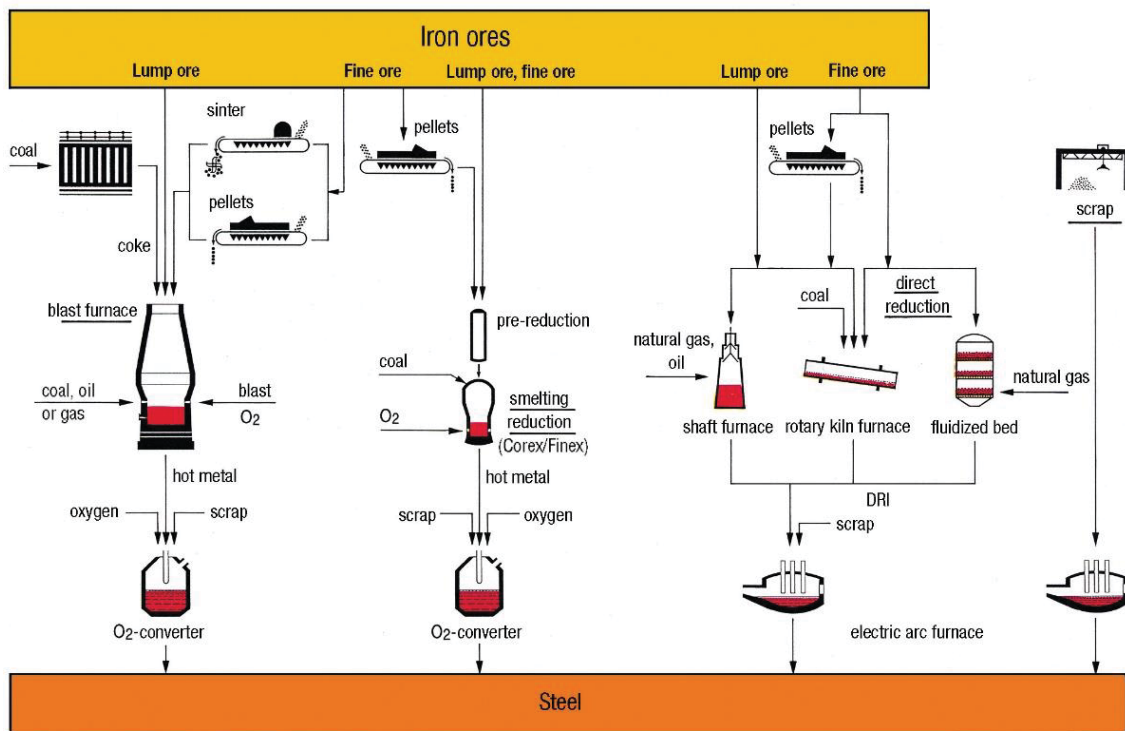 Iron ores
Lump ore
Fine ore
Lump ore, fine ore
Lump ore
Fine ore
sinter
pellets
pellets
coal
pellets
scrap
coke
blast furnace
pre-reduction
coal
direct
reduction
natural gas,
oil
coal
natural gas
coal, oil
or gas
blast
O2
O2
smelting
reduction
(Corex/Finex)
shaft furnace
rotary kiln furnace
fluidized bed
hot metal
hot metal
DRI
oxygen
scrap
scrap
oxygen
scrap
O2-converter
O2-converter
electric arc furnace
Steel